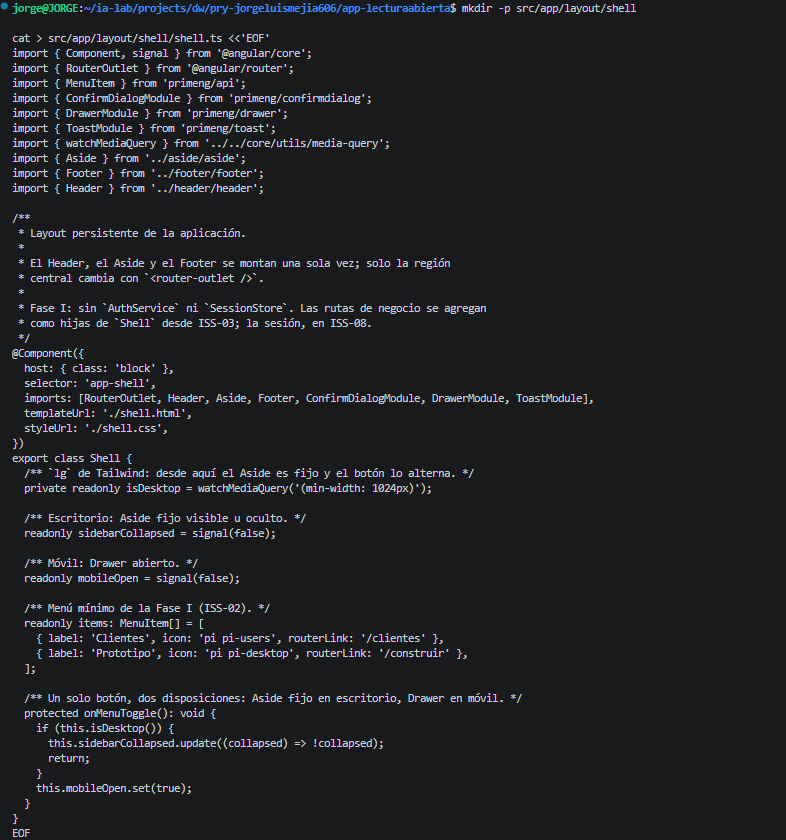 jorge@JORGE:~/ia-lab/projects/dw/pry-jorgeluismejia606/app-lecturaabierta$ mkdir -p src/app/layout/shell

cat > src/app/layout/shell/shell.ts <<'EOF'
import { Component, signal } from '@angular/core';
import { RouterOutlet } from '@angular/router';
import { MenuItem } from 'primeng/api';
import { ConfirmDialogModule } from 'primeng/confirmdialog';
import { DrawerModule } from 'primeng/drawer';
import { ToastModule } from 'primeng/toast';
import { watchMediaQuery } from '../../core/utils/media-query';
import { Aside } from '../aside/aside';
import { Footer } from '../footer/footer';
import { Header } from '../header/header';

/**
 * Layout persistente de la aplicación.
 *
 * El Header, el Aside y el Footer se montan una sola vez; solo la región
 * central cambia con `<router-outlet />`.
 *
 * Fase I: sin `AuthService` ni `SessionStore`. Las rutas de negocio se agregan
 * como hijas de `Shell` desde ISS-03; la sesión, en ISS-08.
 */
@Component({
  host: { class: 'block' },
  selector: 'app-shell',
  imports: [RouterOutlet, Header, Aside, Footer, ConfirmDialogModule, DrawerModule, ToastModule],
  templateUrl: './shell.html',
  styleUrl: './shell.css',
})
export class Shell {
  /** `lg` de Tailwind: desde aquí el Aside es fijo y el botón lo alterna. */
  private readonly isDesktop = watchMediaQuery('(min-width: 1024px)');

  /** Escritorio: Aside fijo visible u oculto. */
  readonly sidebarCollapsed = signal(false);

  /** Móvil: Drawer abierto. */
  readonly mobileOpen = signal(false);

  /** Menú mínimo de la Fase I (ISS-02). */
  readonly items: MenuItem[] = [
    { label: 'Clientes', icon: 'pi pi-users', routerLink: '/clientes' },
    { label: 'Prototipo', icon: 'pi pi-desktop', routerLink: '/construir' },
  ];

  /** Un solo botón, dos disposiciones: Aside fijo en escritorio, Drawer en móvil. */
  protected onMenuToggle(): void {
    if (this.isDesktop()) {
      this.sidebarCollapsed.update((collapsed) => !collapsed);
      return;
    }
    this.mobileOpen.set(true);
  }
}
EOF